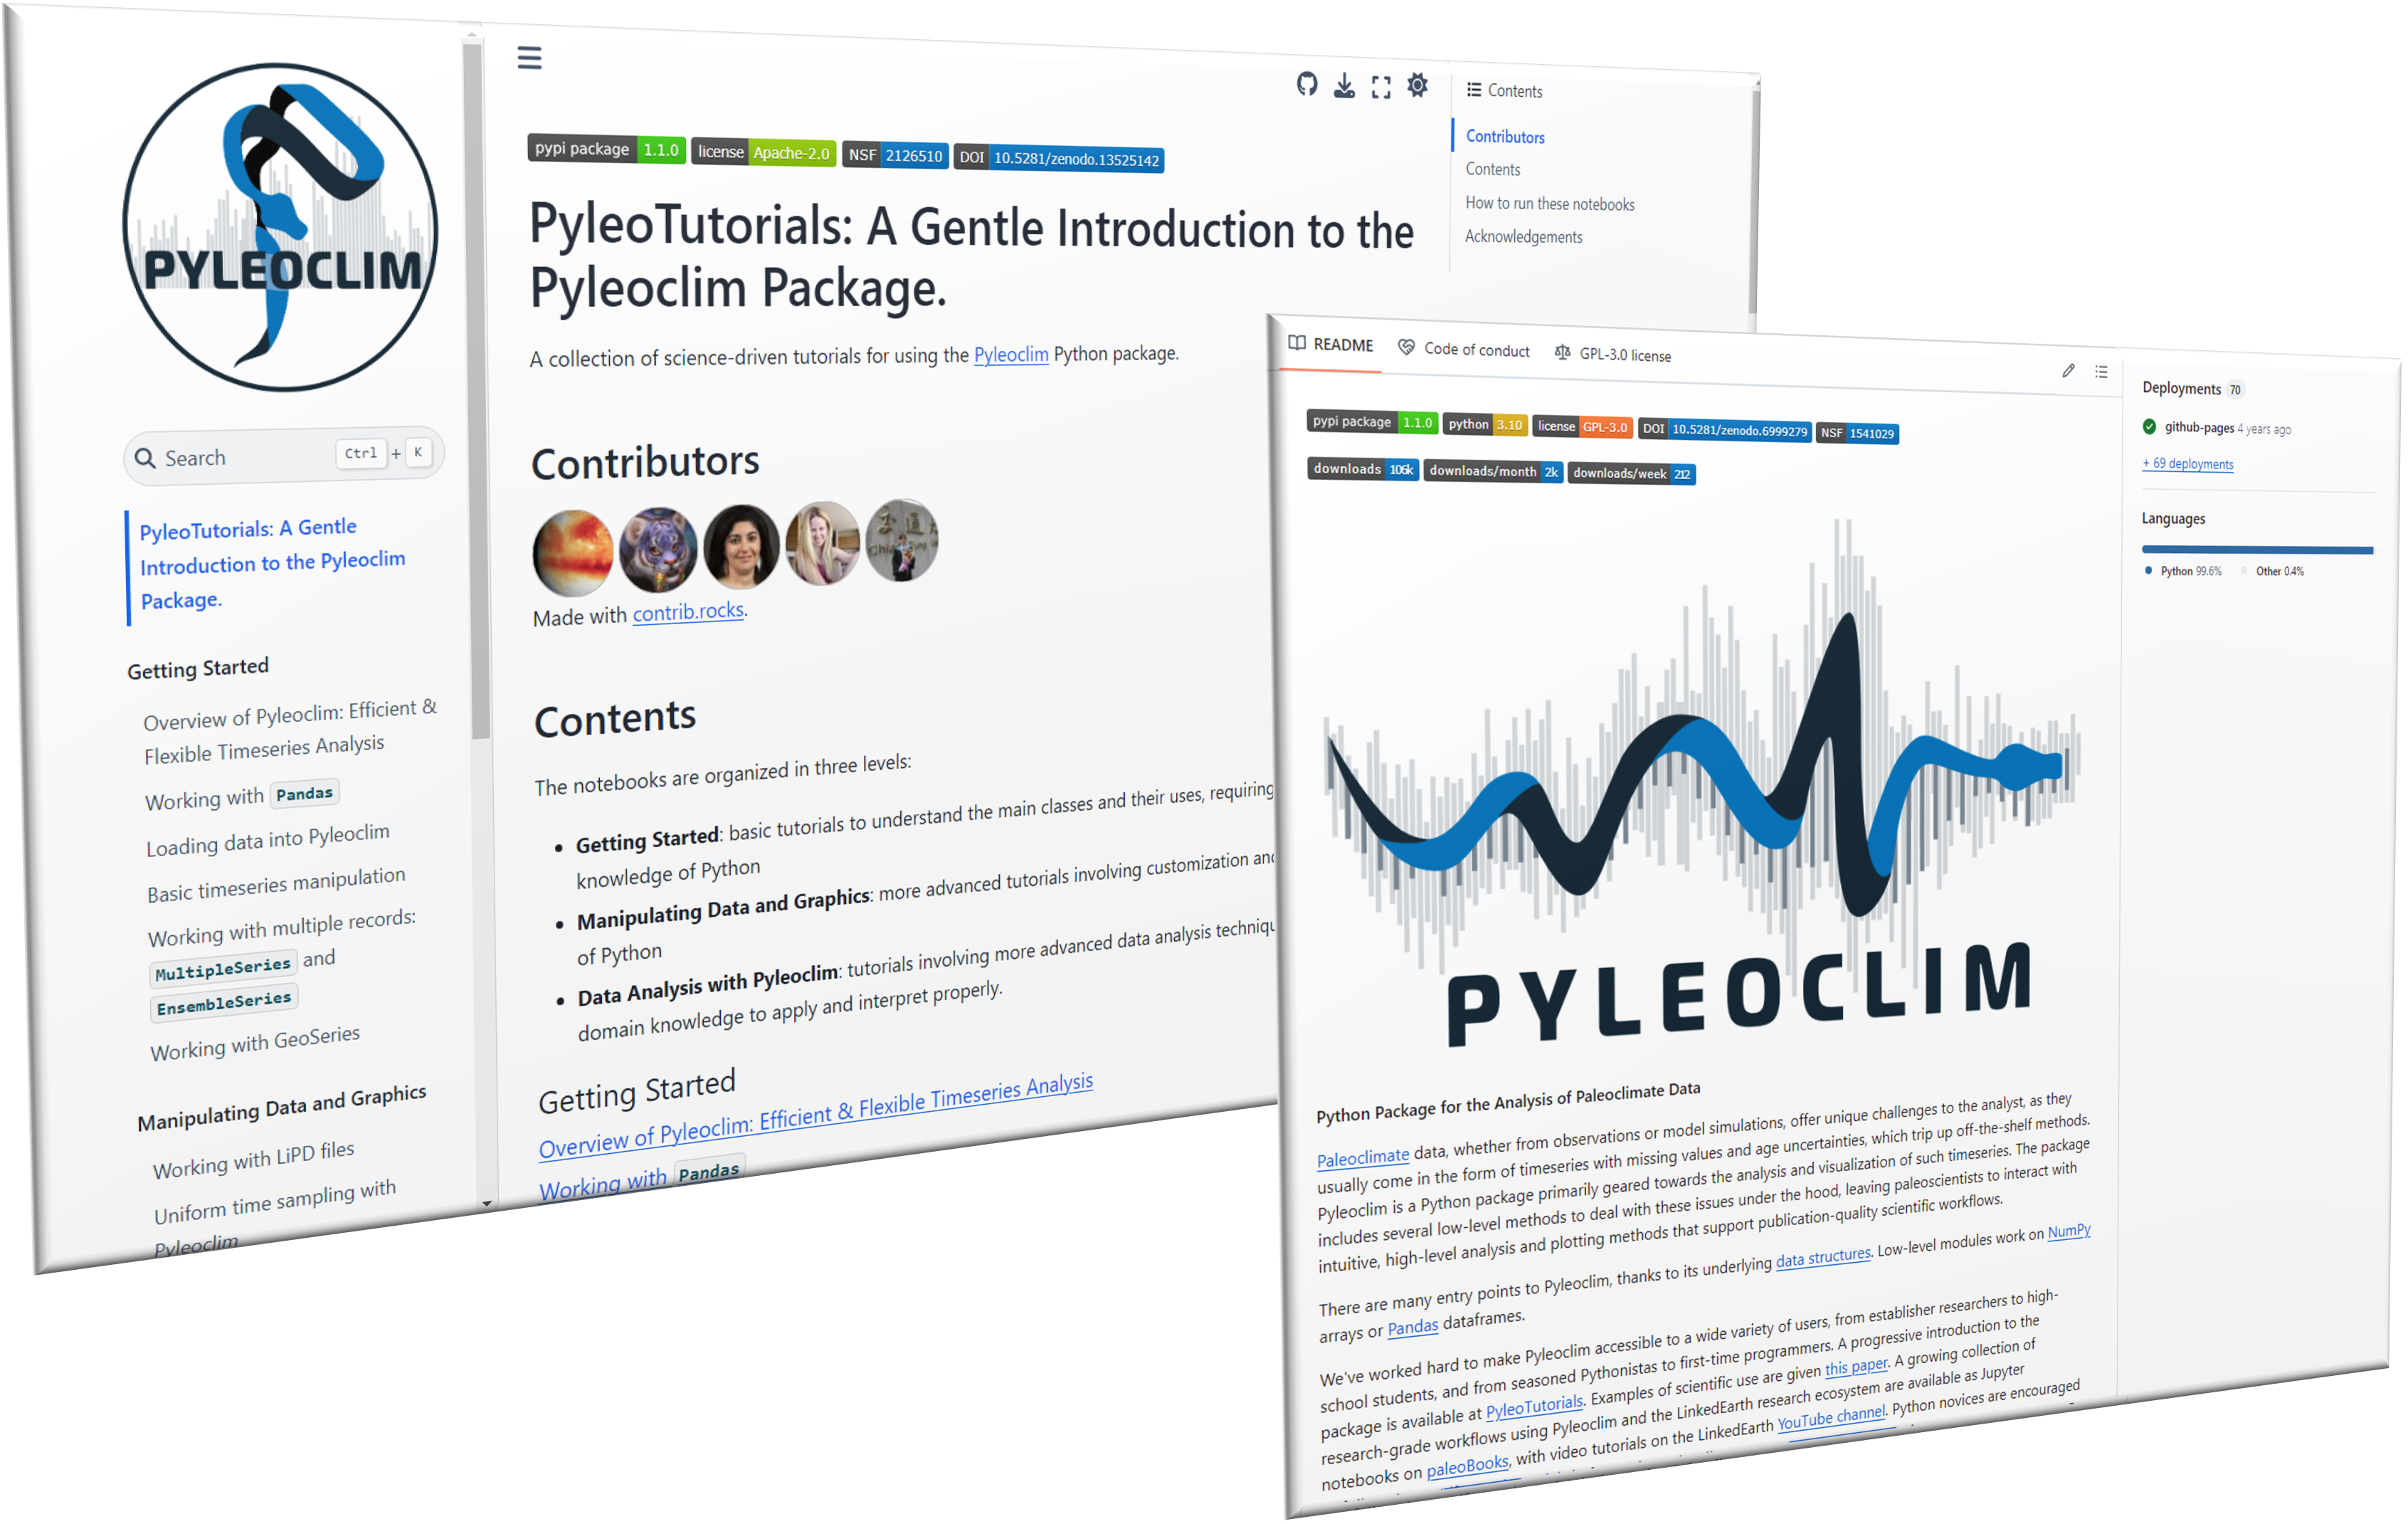 PYLEOCLIM
Search
Ctrl + K
PyleoTutorials: A Gentle
Introduction to the Pyleoclim
Package.
Getting Started
Overview of Pyleoclim: Efficient &
Flexible Timeseries Analysis
Working with Pandas
Loading data into Pyleoclim
Basic timeseries manipulation
Working with multiple records:
MultipleSeries and
EnsembleSeries
Working with GeoSeries
Manipulating Data and Graphics
Working with LiPD files
Uniform time sampling with
Pyleoclim
pypi package 1.1.0 license Apache-2.0 NSF 2126510 DOI 10.5281/zenodo.13525142
PyleoTutorials: A Gentle Introduction to the
Pyleoclim Package.
A collection of science-driven tutorials for using the Pyleoclim Python package.
Contributors
Made with contrib.rocks.
Contents
The notebooks are organized in three levels:
Getting Started: basic tutorials to understand the main classes and their uses, requiring
knowledge of Python
Manipulating Data and Graphics: more advanced tutorials involving customization and
of Python
Data Analysis with Pyleoclim: tutorials involving more advanced data analysis techniqu
domain knowledge to apply and interpret properly.
Getting Started
Overview of Pyleoclim: Efficient & Flexible Timeseries Analysis
Working with Pandas
Contents
Contributors
Contents
How to run these notebooks
Acknowledgements
README Code of conduct GPL-3.0 license
pypi package 1.1.0 python 3.10 license GPL-3.0 DOI 10.5281/zenodo.6999279 NSF 1541029
downloads 106k downloads/month 2k downloads/week 212
PYLEOCLIM
Python Package for the Analysis of Paleoclimate Data
Paleoclimate data, whether from observations or model simulations, offer unique challenges to the analyst, as they
usually come in the form of timeseries with missing values and age uncertainties, which trip up off-the-shelf methods.
Pyleoclim is a Python package primarily geared towards the analysis and visualization of such timeseries. The package
includes several low-level methods to deal with these issues under the hood, leaving paleoscientists to interact with
intuitive, high-level analysis and plotting methods that support publication-quality scientific workflows.
There are many entry points to Pyleoclim, thanks to its underlying data structures. Low-level modules work on NumPy
arrays or Pandas dataframes.
We've worked hard to make Pyleoclim accessible to a wide variety of users, from establisher researchers to high-
school students, and from seasoned Pythonistas to first-time programmers. A progressive introduction to the
package is available at PyleoTutorials. Examples of scientific use are given this paper. A growing collection of
research-grade workflows using Pyleoclim and the LinkedEarth research ecosystem are available as Jupyter
notebooks on paleoBooks, with video tutorials on the LinkedEarth YouTube channel. Python novices are encouraged
Deployments 70
github-pages 4 years ago
+ 69 deployments
Languages
Python 99.6% Other 0.4%